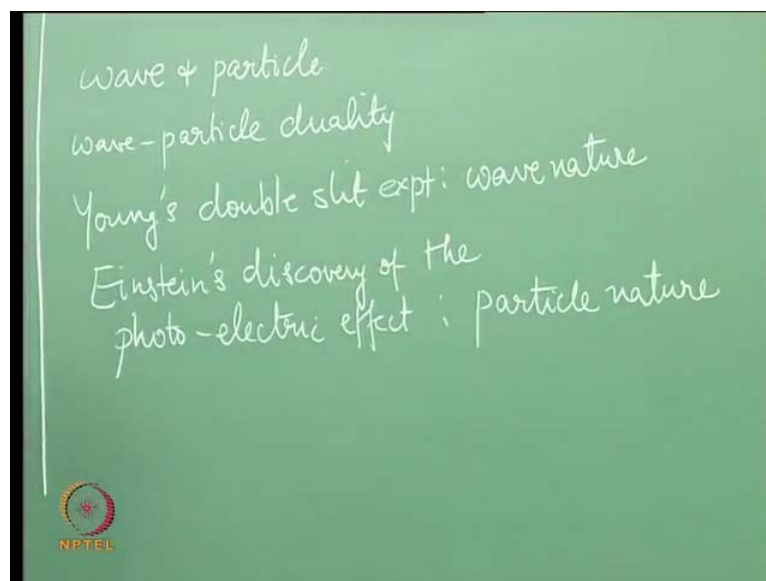 wave & particle
wave-particle duality
Young's double slit expt: wave nature
Einstein's discovery of the
photo-electric effect : particle nature
NPTEL